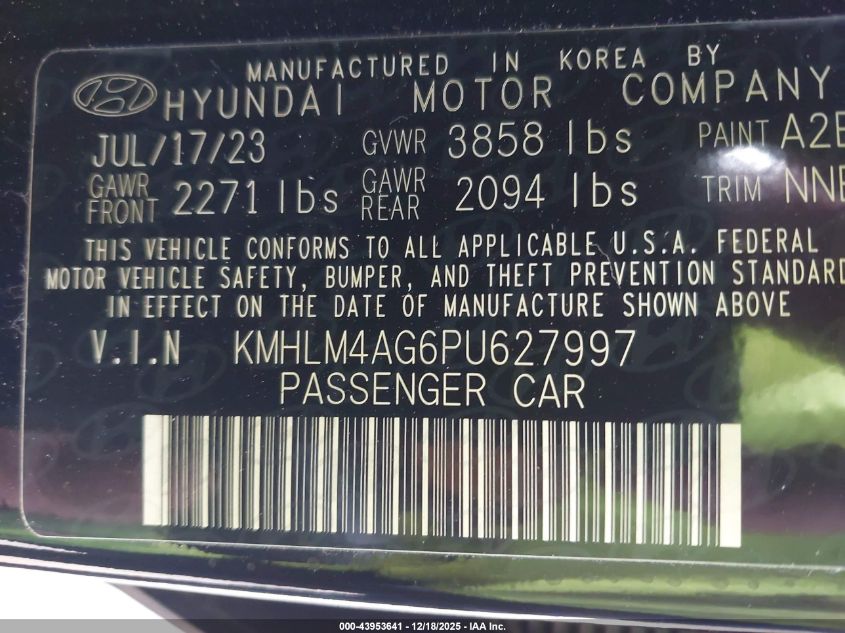 MANUFACTURED IN KOREA BY
HYUNDAI MOTOR COMPANY
JUL/17/23 GVWR 3858 lbs PAINT
GAWR FRONT 2271 lbs GAWR REAR 2094 lbs TRIM
THIS VEHICLE CONFORMS TO ALL APPLICABLE U.S.A. FEDERAL
MOTOR VEHICLE SAFETY, BUMPER, AND THEFT PREVENTION STANDARD
IN EFFECT ON THE DATE OF MANUFACTURE SHOWN ABOVE
V.I.N KMHLM4AG6PU627997
PASSENGER CAR
000-43953641 - 12/18/2025 - IAA Inc.